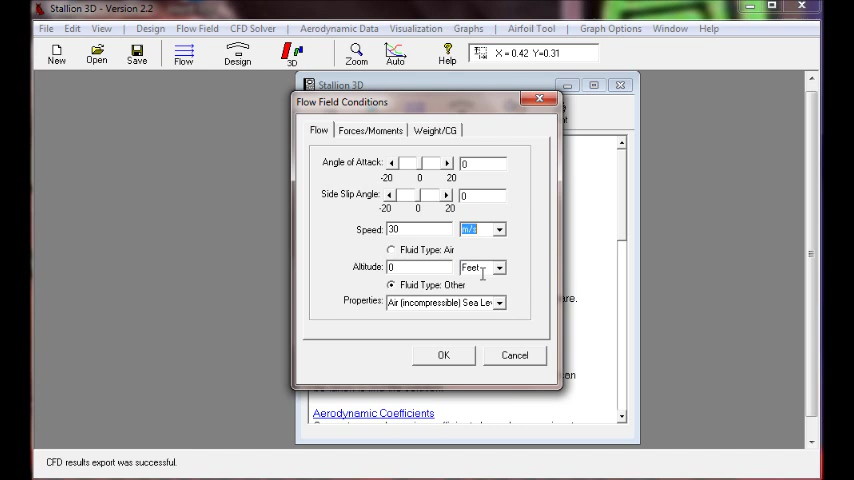 Stallion 3D - Version 2.2
File Edit View Design Flow Field CFD Solver Aerodynamic Data Visualization Graphs Airfoil Tool Graph Options Window Help
New Open Save Flow Design 3D Zoom Auto Help X = 0.42 Y=0.31
Stallion 3D
Flow Field Conditions
Flow Forces/Moments Weight/CG
Angle of Attack: 0
-20 0 20
Side Slip Angle: 0
-20 0 20
Speed: 30 m/s
Fluid Type: Air
Altitude: 0 Feet
Fluid Type: Other
are.
Properties: Air (incompressible) Sea Lev
OK Cancel
an
Aerodynamic Coefficients
CFD results export was successful.